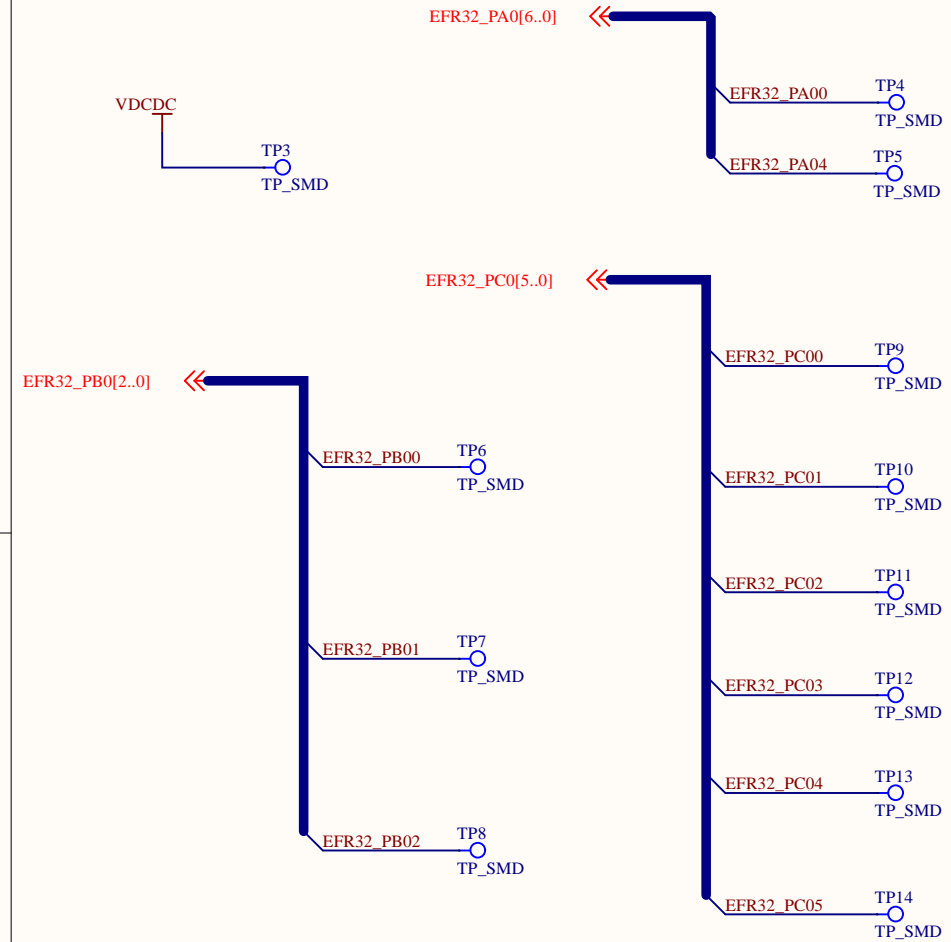 EFR32_PA0[6..0]
EFR32_PA00
TP4
TP_SMD
EFR32_PA04
TP5
TP_SMD
VDCDC
TP3
TP_SMD
EFR32_PC0[5..0]
EFR32_PC00
TP9
TP_SMD
EFR32_PC01
TP10
TP_SMD
EFR32_PC02
TP11
TP_SMD
EFR32_PC03
TP12
TP_SMD
EFR32_PC04
TP13
TP_SMD
EFR32_PC05
TP14
TP_SMD
EFR32_PB0[2..0]
EFR32_PB00
TP6
TP_SMD
EFR32_PB01
TP7
TP_SMD
EFR32_PB02
TP8
TP_SMD